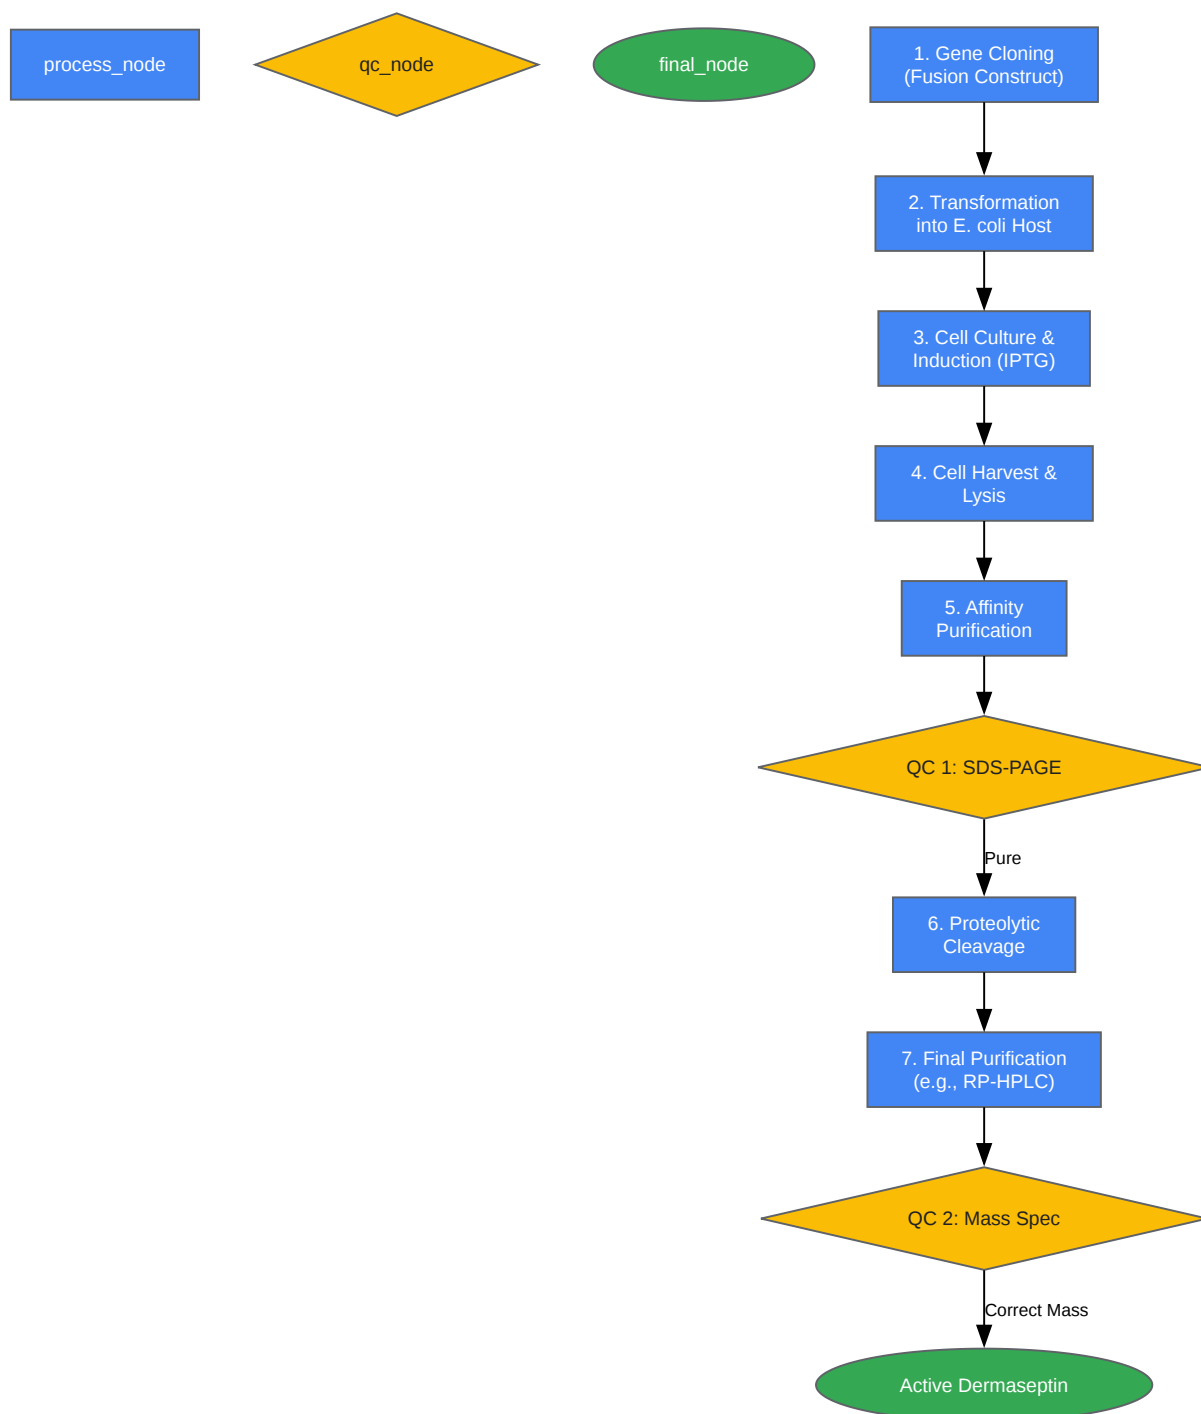 process_node
qc_node
final_node
1. Gene Cloning
(Fusion Construct)
2. Transformation
into E. coli Host
3. Cell Culture &
Induction (IPTG)
4. Cell Harvest &
Lysis
5. Affinity
Purification
QC 1: SDS-PAGE
Pure
6. Proteolytic
Cleavage
7. Final Purification
(e.g., RP-HPLC)
QC 2: Mass Spec
Correct Mass
Active Dermaseptin